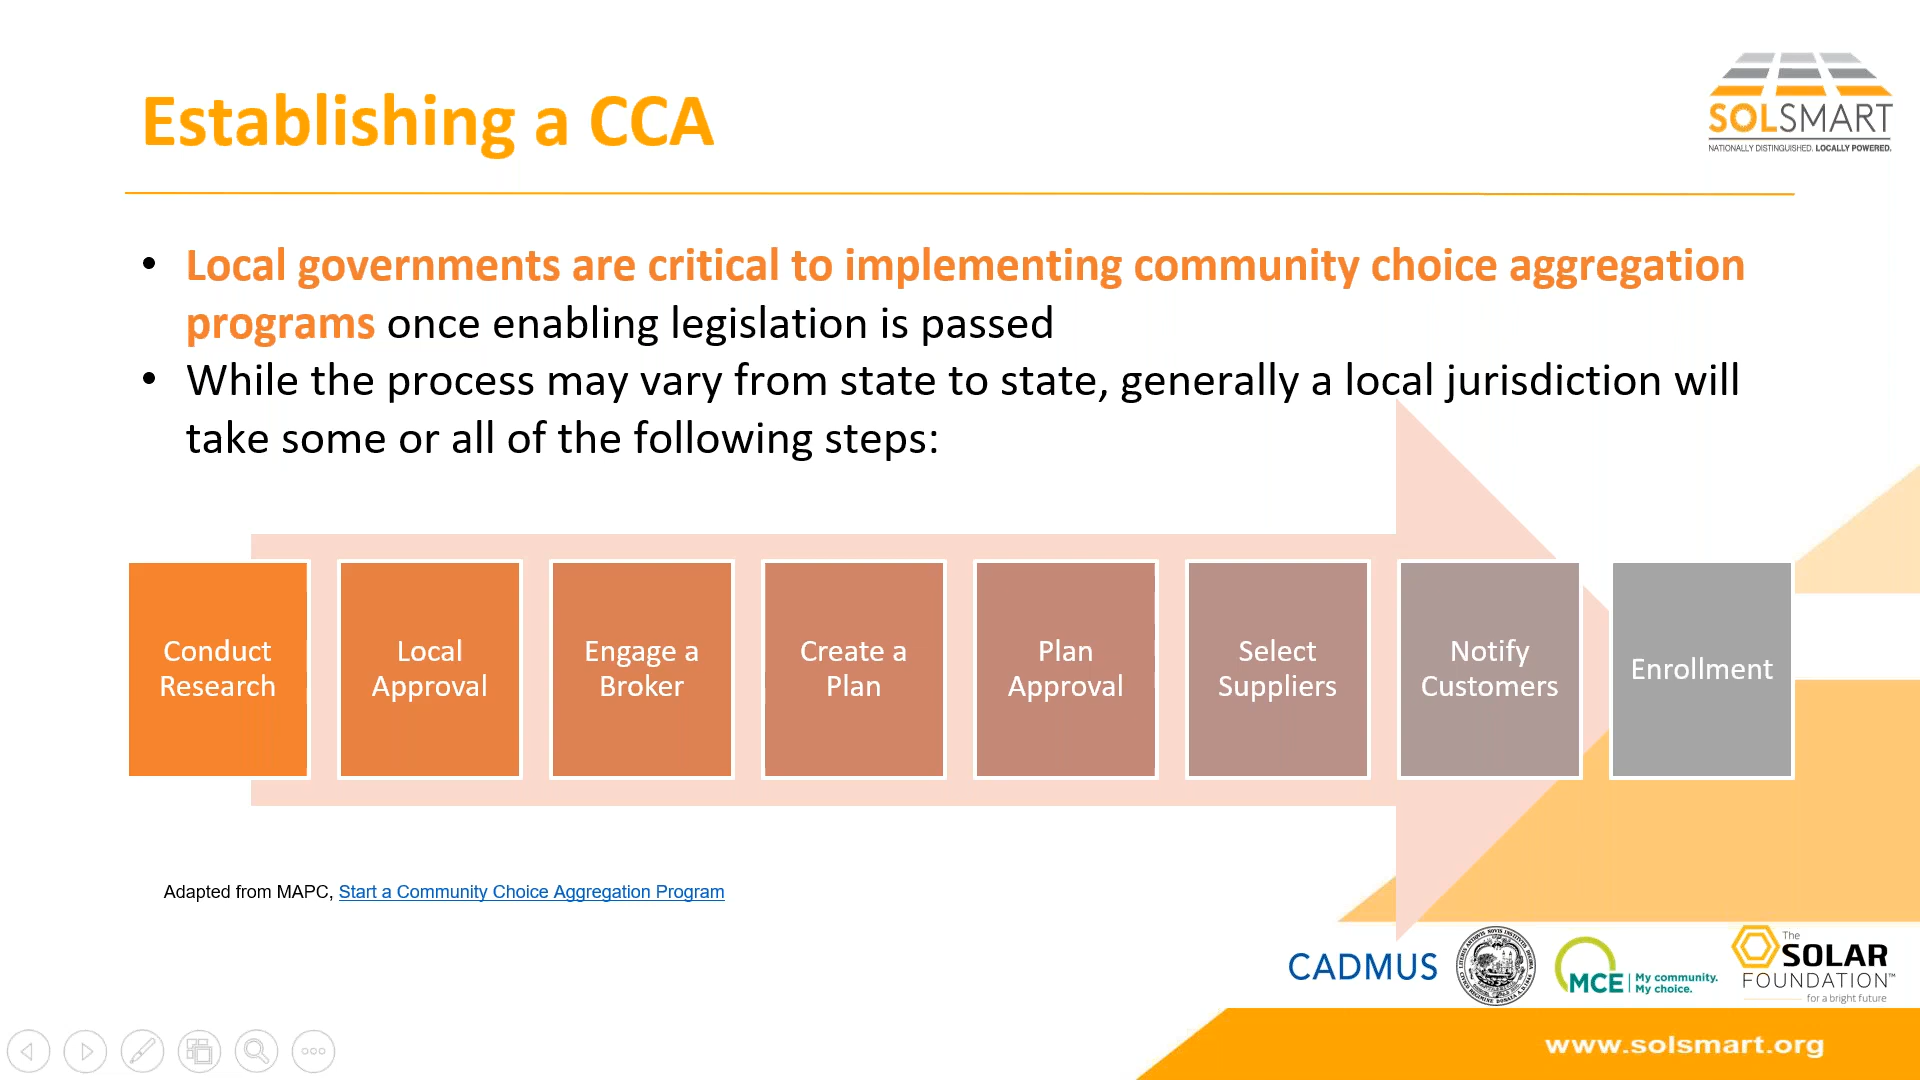 Establishing a CCA
SOLSMART
NATIONALLY DISTINGUISHED. LOCALLY POWERED.
• Local governments are critical to implementing community choice aggregation
programs once enabling legislation is passed
• While the process may vary from state to state, generally a local jurisdiction will
take some or all of the following steps:
Conduct
Research
Local
Approval
Engage a
Broker
Create a
Plan
Plan
Approval
Select
Suppliers
Notify
Customers
Enrollment
Adapted from MAPC, Start a Community Choice Aggregation Program
CADMUS
MCE
My community.
My choice.
The
SOLAR
FOUNDATION™
for a bright future
www.solsmart.org